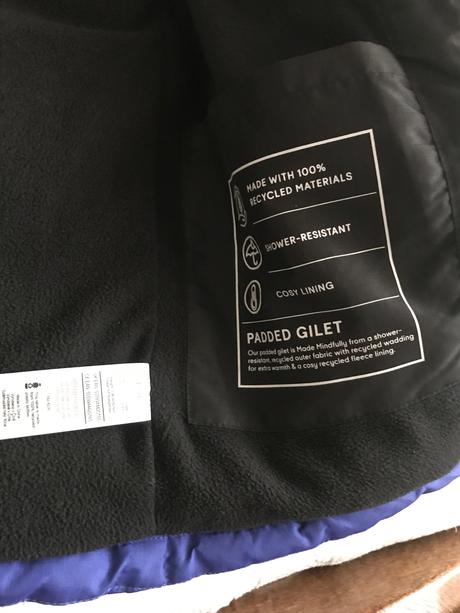 MADE WITH 100%
RECYCLED MATERIALS
SHOWER-RESISTANT
COSY LINING
PADDED GILET
Our padded gilet is Made Mindfully from a shower-
resistant, recycled outer fabric with recycled wadding
for extra warmth & a cosy recycled fleece lining.